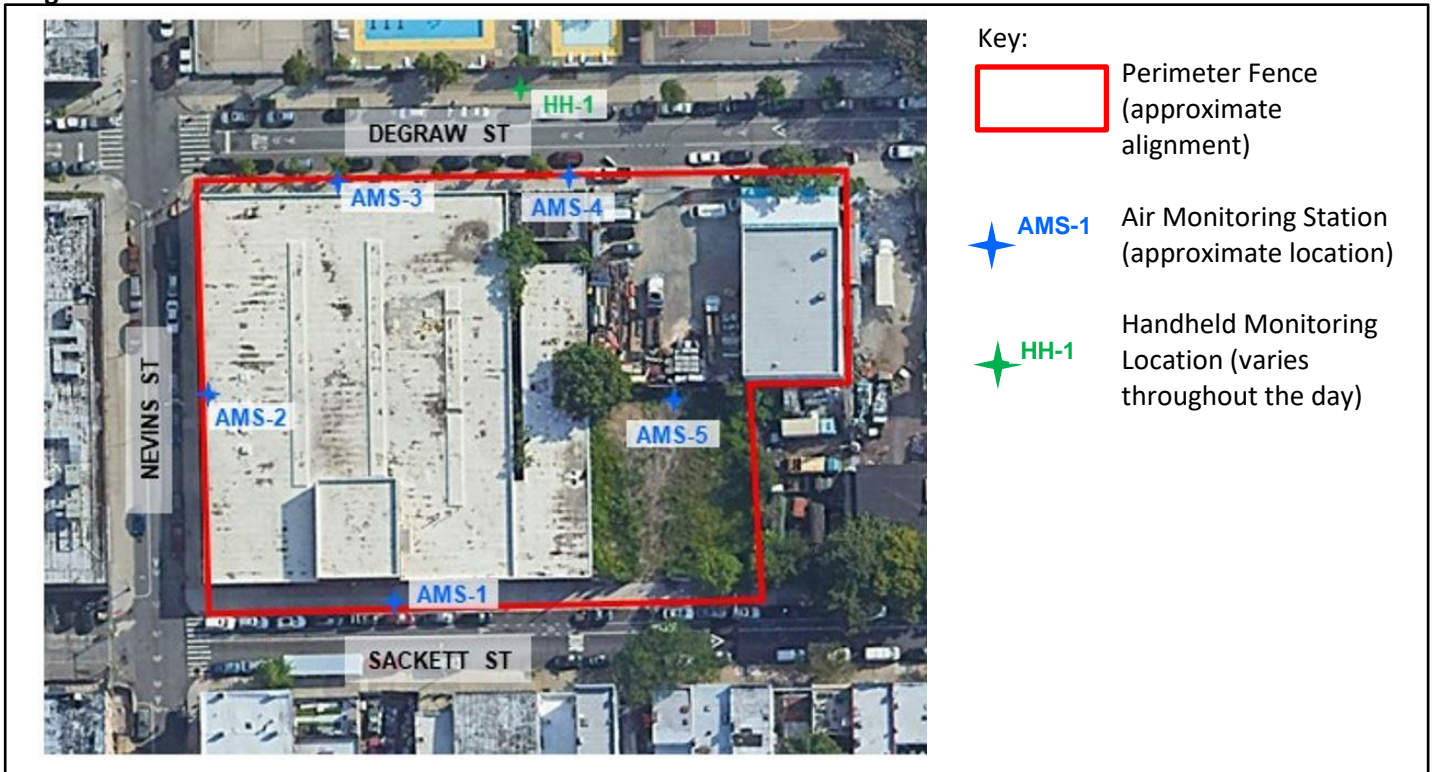 Key:
Perimeter Fence
(approximate
alignment)
AMS-1
Air Monitoring Station
(approximate location)
HH-1
Handheld Monitoring
Location (varies
throughout the day)
HH-1
DEGRAW ST
AMS-3
AMS-4
AMS-2
AMS-5
NEVINS ST
AMS-1
SACKETT ST